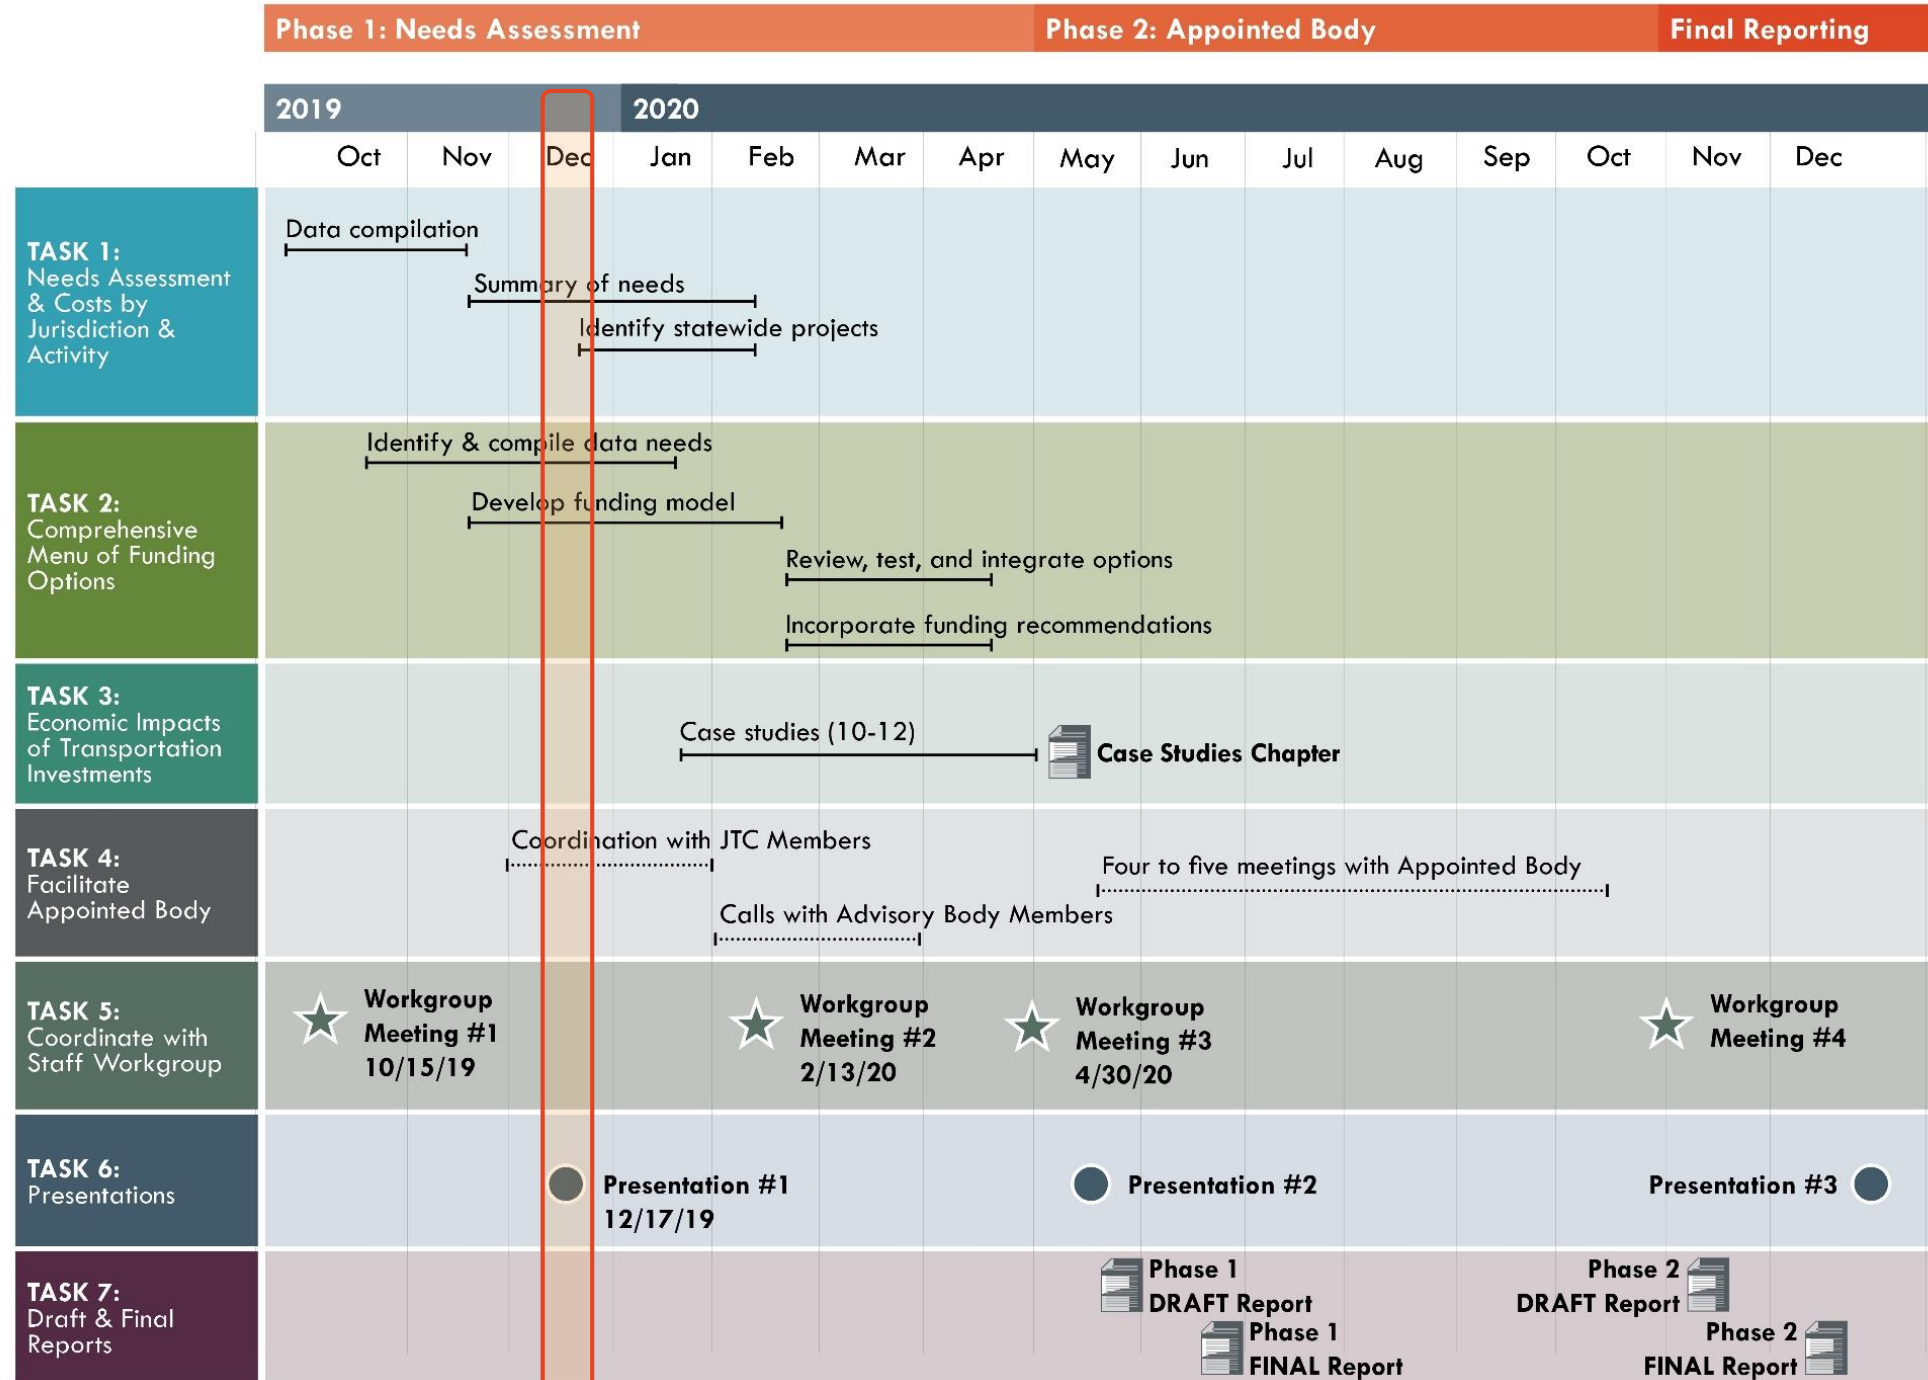 Phase 1: Needs Assessment
Phase 2: Appointed Body
Final Reporting
2019
2020
Oct
Nov
Dec
Jan
Feb
Mar
Apr
May
Jun
Jul
Aug
Sep
Oct
Nov
Dec
TASK 1:
Needs Assessment
& Costs by
Jurisdiction &
Activity
Data compilation
Summary of needs
Identify statewide projects
TASK 2:
Comprehensive
Menu of Funding
Options
Identify & compile data needs
Develop funding model
Review, test, and integrate options
Incorporate funding recommendations
TASK 3:
Economic Impacts
of Transportation
Investments
Case studies (10-12)
Case Studies Chapter
TASK 4:
Facilitate
Appointed Body
Coordination with JTC Members
Four to five meetings with Appointed Body
Calls with Advisory Body Members
TASK 5:
Coordinate with
Staff Workgroup
Workgroup
Meeting #1
10/15/19
Workgroup
Meeting #2
2/13/20
Workgroup
Meeting #3
4/30/20
Workgroup
Meeting #4
TASK 6:
Presentations
Presentation #1
12/17/19
Presentation #2
Presentation #3
TASK 7:
Draft & Final
Reports
Phase 1
DRAFT Report
Phase 1
FINAL Report
Phase 2
DRAFT Report
Phase 2
FINAL Report